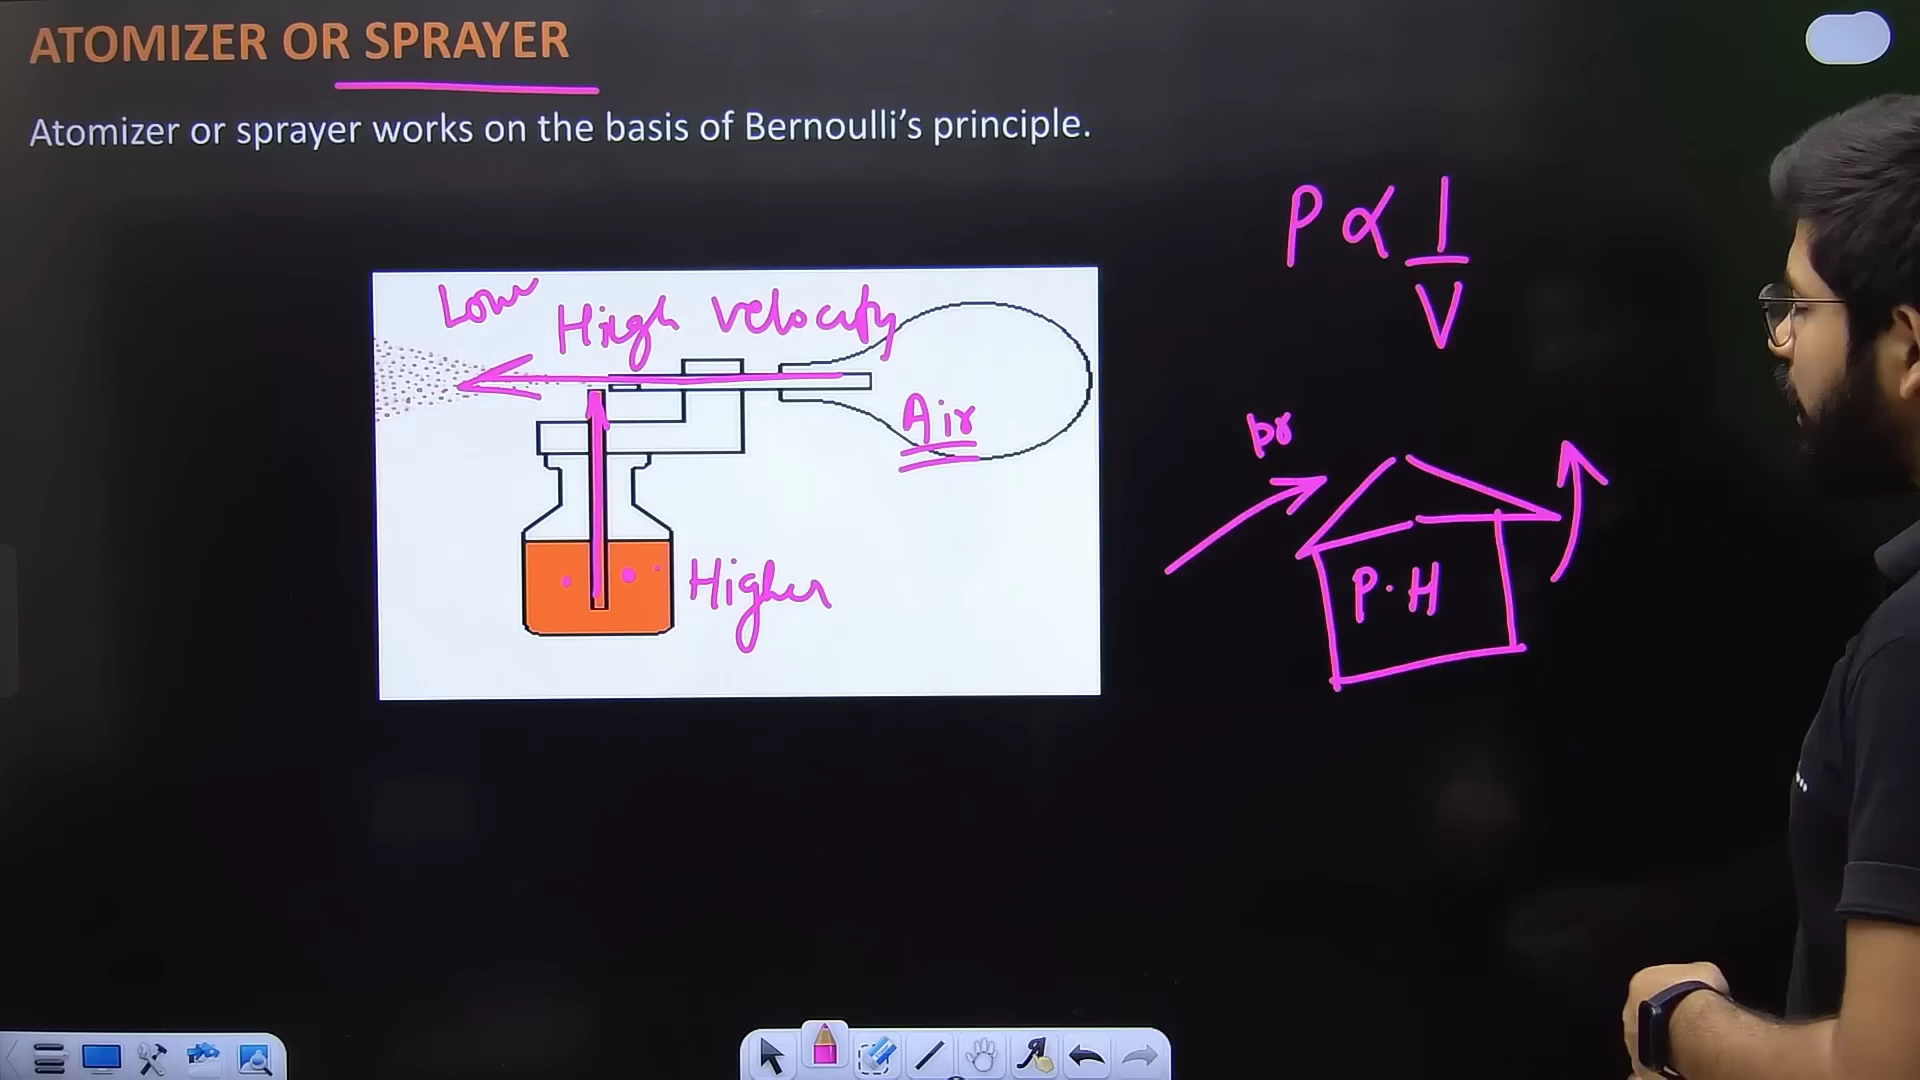 ATOMIZER OR SPRAYER
Atomizer or sprayer works on the basis of Bernoulli’s principle.
P ∝ 1/V
Low
High Velocity
Air
Higher
P.H